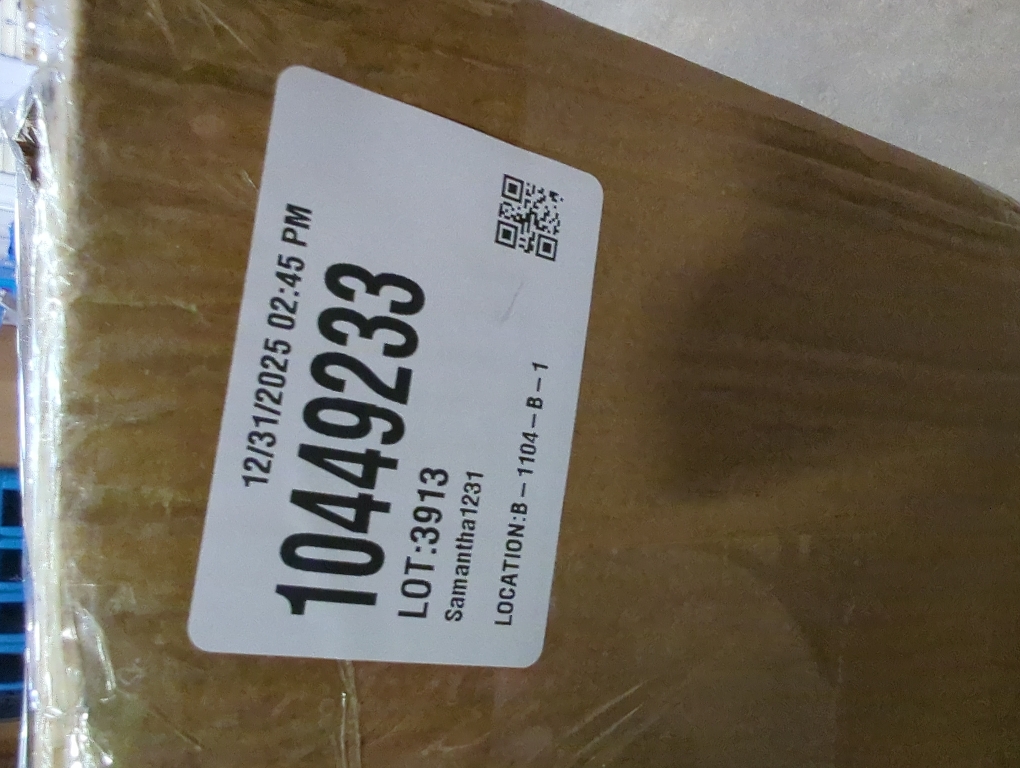 12/31/2025 02:45 PM
10449233
LOT:3913
Samantha1231
LOCATION:B-1104-B-1